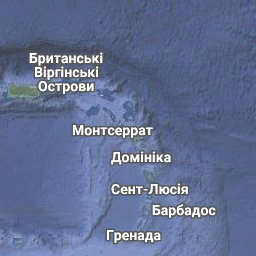 Британські
Віргінські
Острови
Монтсеррат
Домініка
Сент-Люсія
Барбадос
Гренада